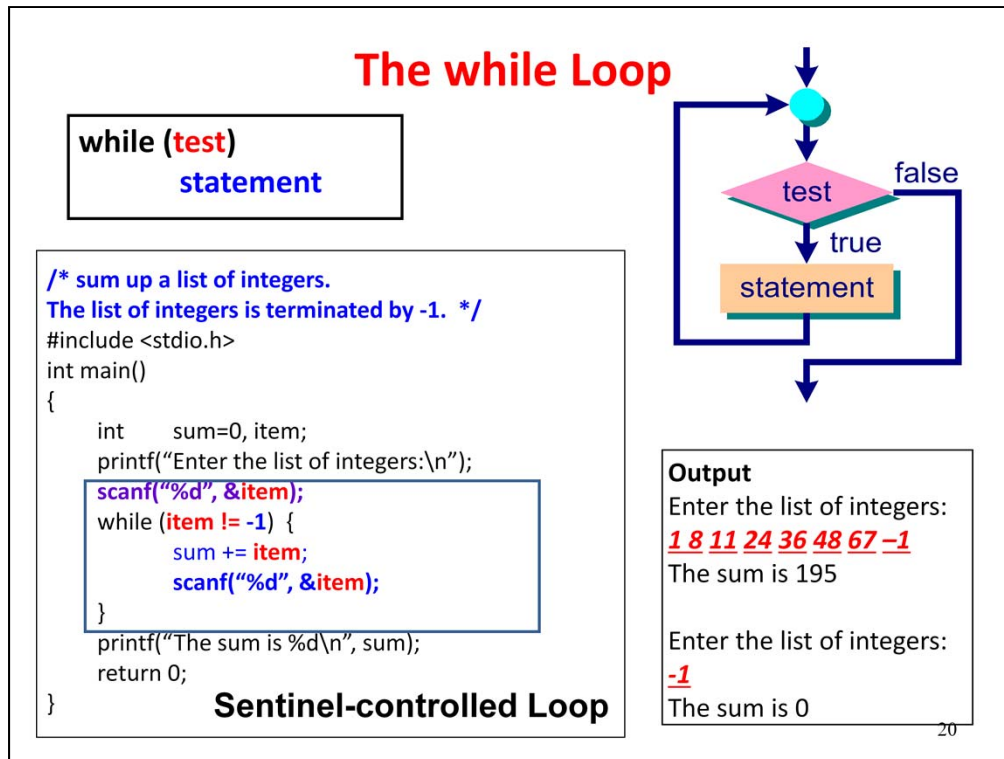 The while Loop
while (test)
statement
test
false
true
statement
/* sum up a list of integers.
The list of integers is terminated by -1.  */
#include <stdio.h>
int main()
{
int sum=0, item;
printf(“Enter the list of integers:\n”);
scanf(“%d”, &item);
while (item != -1) {
sum += item;
scanf(“%d”, &item);
}
printf(“The sum is %d\n”, sum);
return 0;
}
Sentinel-controlled Loop
Output
Enter the list of integers:
1 8 11 24 36 48 67 –1
The sum is 195
Enter the list of integers:
-1
The sum is 0
20